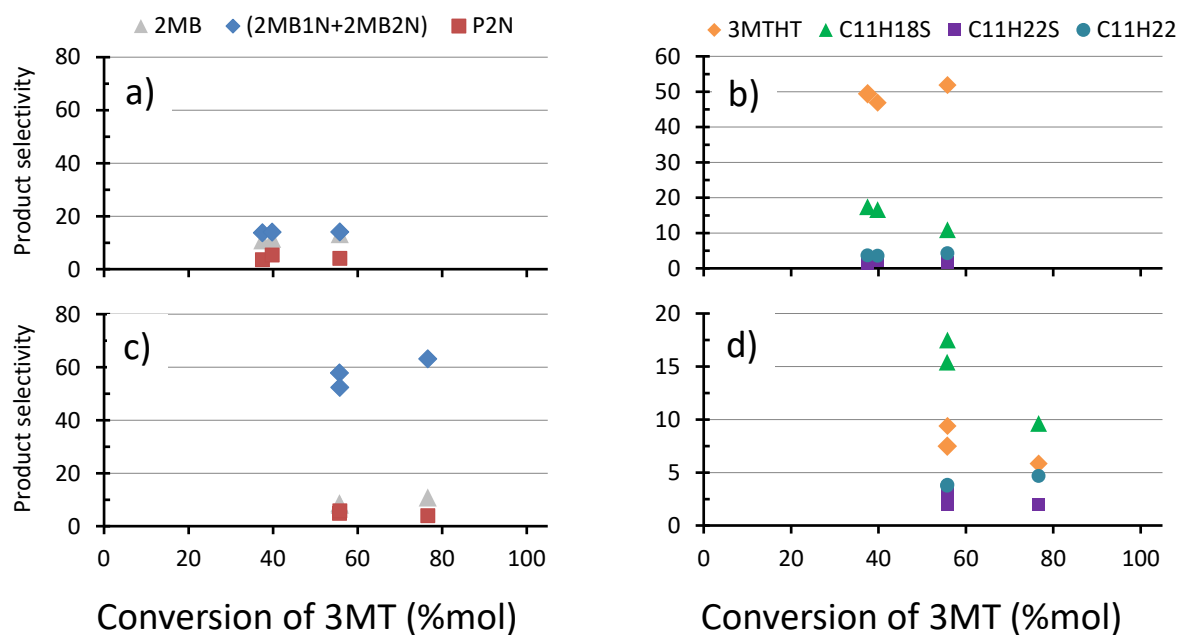 2MB (2MB1N+2MB2N) P2N
3MTHT C11H18S C11H22S C11H22
Product selectivity
80
60
40
20
0
a)
60
50
40
30
20
10
0
b)
Product selectivity
80
60
40
20
0
c)
0 20 40 60 80 100
Conversion of 3MT (%mol)
20
15
10
5
0
d)
0 20 40 60 80 100
Conversion of 3MT (%mol)